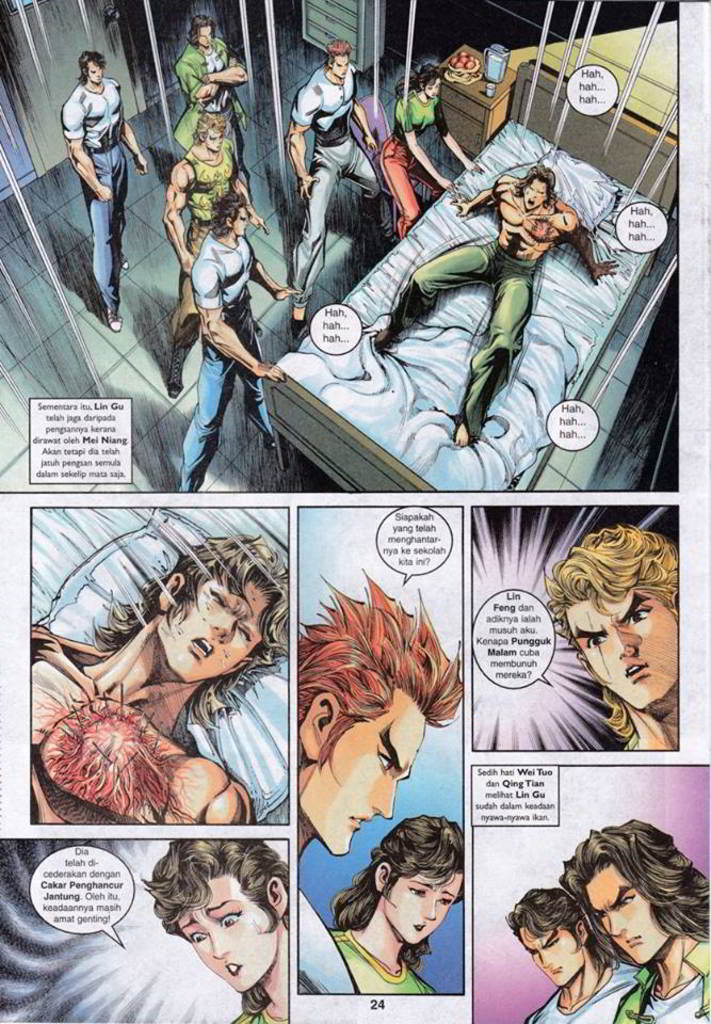 Hah,
hah...
hah...
Hah,
hah...
hah...
Hah,
hah...
hah...
Hah,
hah...
hah...
Sementara itu, Lin Gu
telah jaga daripada
pengsannya kerana
dirawat oleh Mei Niang.
Akan tetapi dia telah
jatuh pengsan semula
dalam sekelip mata saja.
Siapakah
yang telah
menghantar-
nya ke sekolah
kita ini?
Lin
Feng dan
adiknya ialah
musuh aku.
Kenapa Pungguk
Malam cuba
membunuh
mereka?
Dia
telah di-
cederakan dengan
Cakar Penghancur
Jantung. Oleh itu,
keadaannya masih
amat genting!
Sedih hati Wei Tuo
dan Qing Tian
melihat Lin Gu
sudah dalam keadaan
nyawa-nyawa ikan.
24